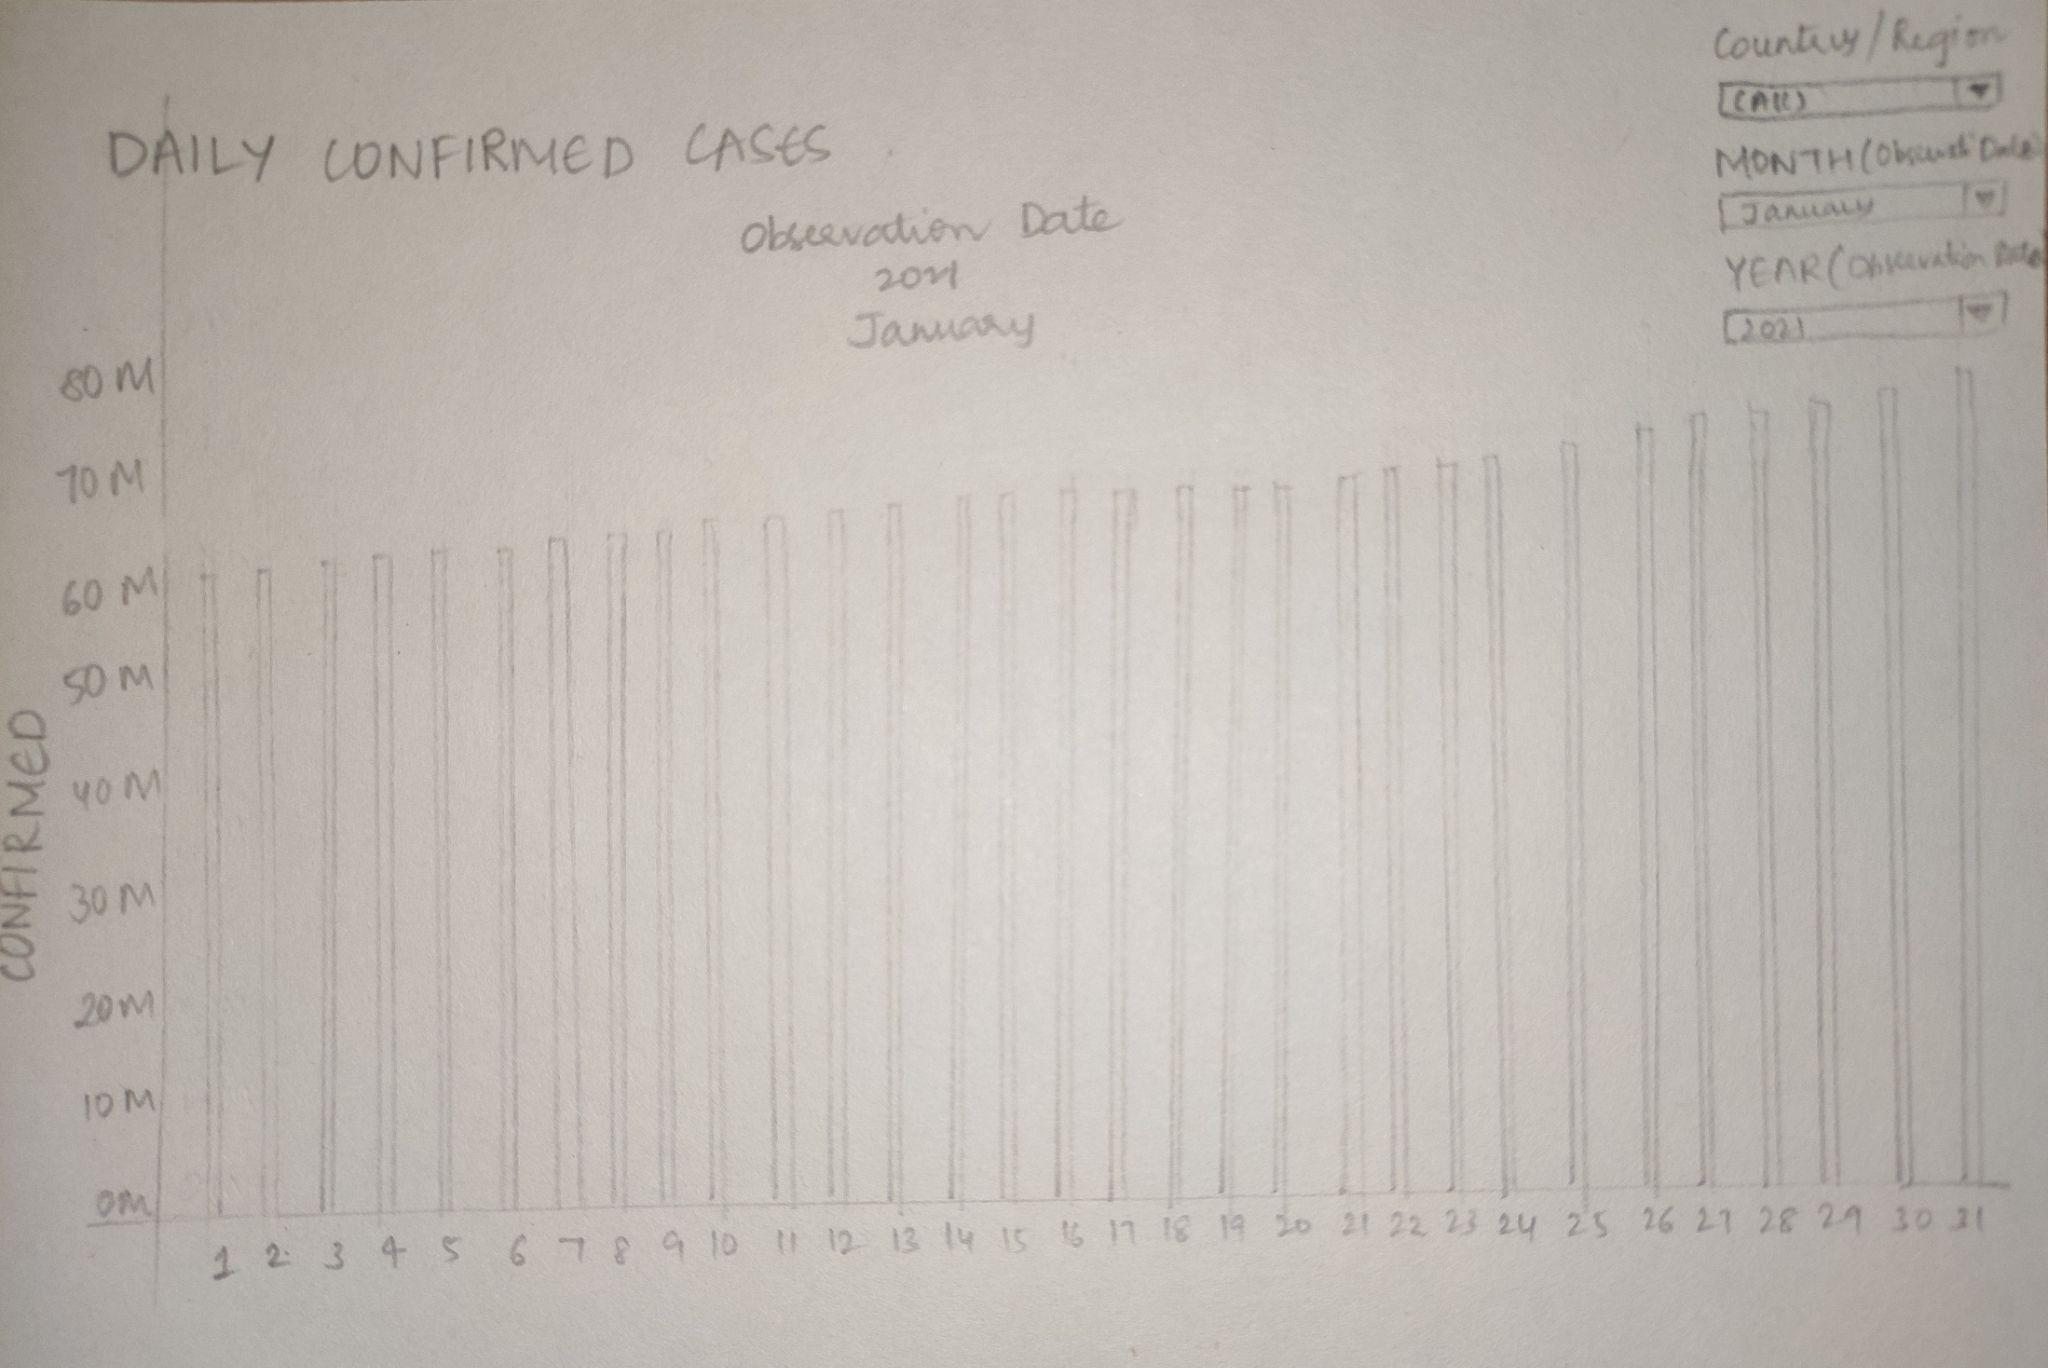 Country/Region
(All)
DAILY CONFIRMED CASES
MONTH (Observati Date)
January
Observation Date
2021
January
YEAR (Observation Date)
2021
80 M
70 M
60 M
50 M
40 M
30 M
20 M
10 M
0M
CONFIRMED
1 2 3 4 5 6 7 8 9 10 11 12 13 14 15 16 17 18 19 20 21 22 23 24 25 26 27 28 29 30 31